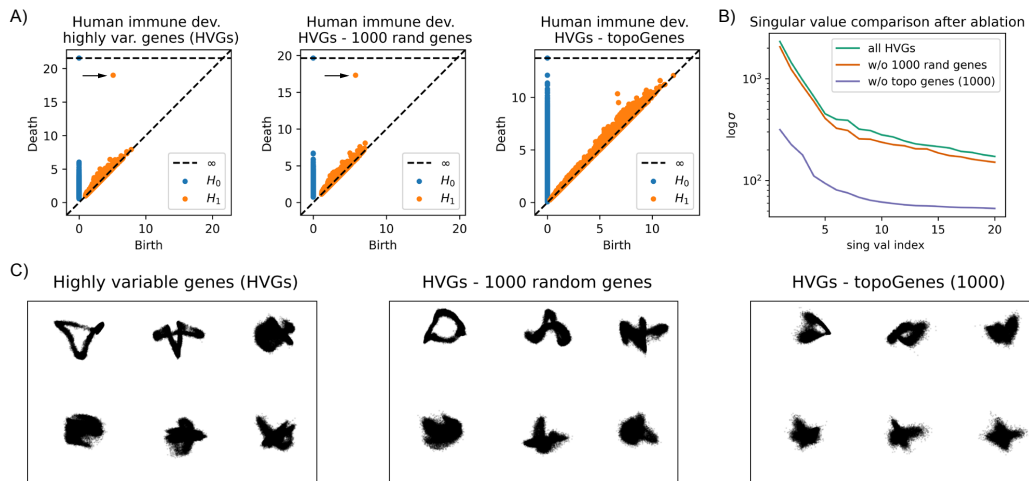 A)
Human immune dev.
highly var. genes (HVGs)
Death
20
15
10
5
0
∞
H0
H1
0
10
20
Birth
Human immune dev.
HVGs - 1000 rand genes
Death
20
15
10
5
0
∞
H0
H1
0
10
20
Birth
Human immune dev.
HVGs - topoGenes
Death
10
5
0
∞
H0
H1
0
5
10
Birth
B)
Singular value comparison after ablation
log σ
10³
10²
all HVGs
w/o 1000 rand genes
w/o topo genes (1000)
5
10
15
20
sing val index
C)
Highly variable genes (HVGs)
HVGs - 1000 random genes
HVGs - topoGenes (1000)